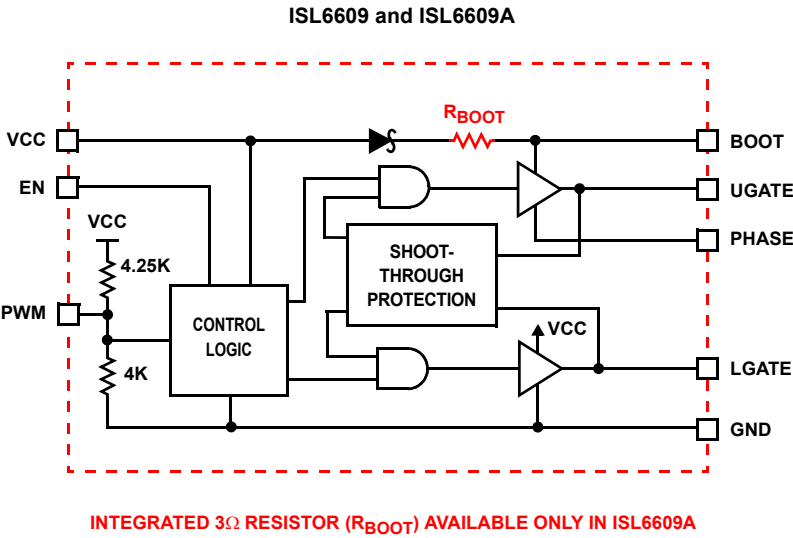 ISL6609 and ISL6609A
RBOOT
VCC
BOOT
EN
UGATE
VCC
PHASE
4.25K
SHOOT-
THROUGH
PROTECTION
PWM
CONTROL
LOGIC
VCC
4K
LGATE
GND
INTEGRATED 3Ω RESISTOR (RBOOT) AVAILABLE ONLY IN ISL6609A